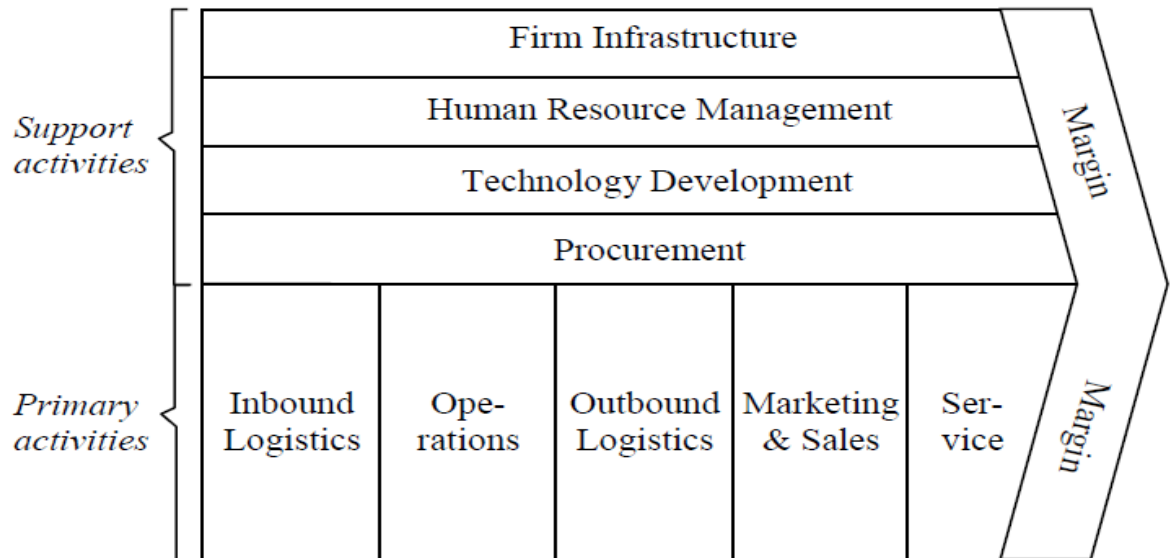 Firm Infrastructure
Human Resource Management
Support
activities
Technology Development
Procurement
Margin
Primary
activities
Inbound
Logistics
Ope-
rations
Outbound
Logistics
Marketing
& Sales
Ser-
vice
Margin